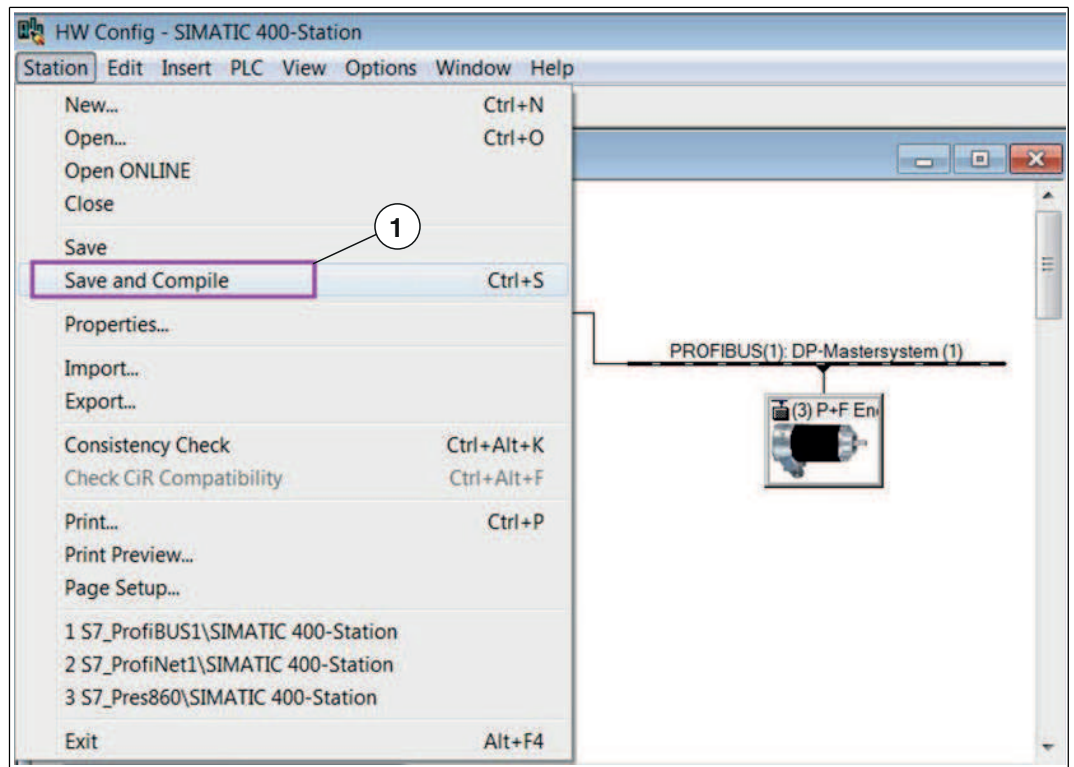 HW Config - SIMATIC 400-Station
Station Edit Insert PLC View Options Window Help
New... Ctrl+N
Open... Ctrl+O
Open ONLINE
Close
1
Save
Save and Compile Ctrl+S
Properties...
PROFIBUS(1): DP-Mastersystem (1)
Import...
Export...
(3) P+F En
Consistency Check Ctrl+Alt+K
Check CiR Compatibility Ctrl+Alt+F
Print... Ctrl+P
Print Preview...
Page Setup...
1 S7_ProfiBUS1\SIMATIC 400-Station
2 S7_ProfiNet1\SIMATIC 400-Station
3 S7_Pres860\SIMATIC 400-Station
Exit Alt+F4